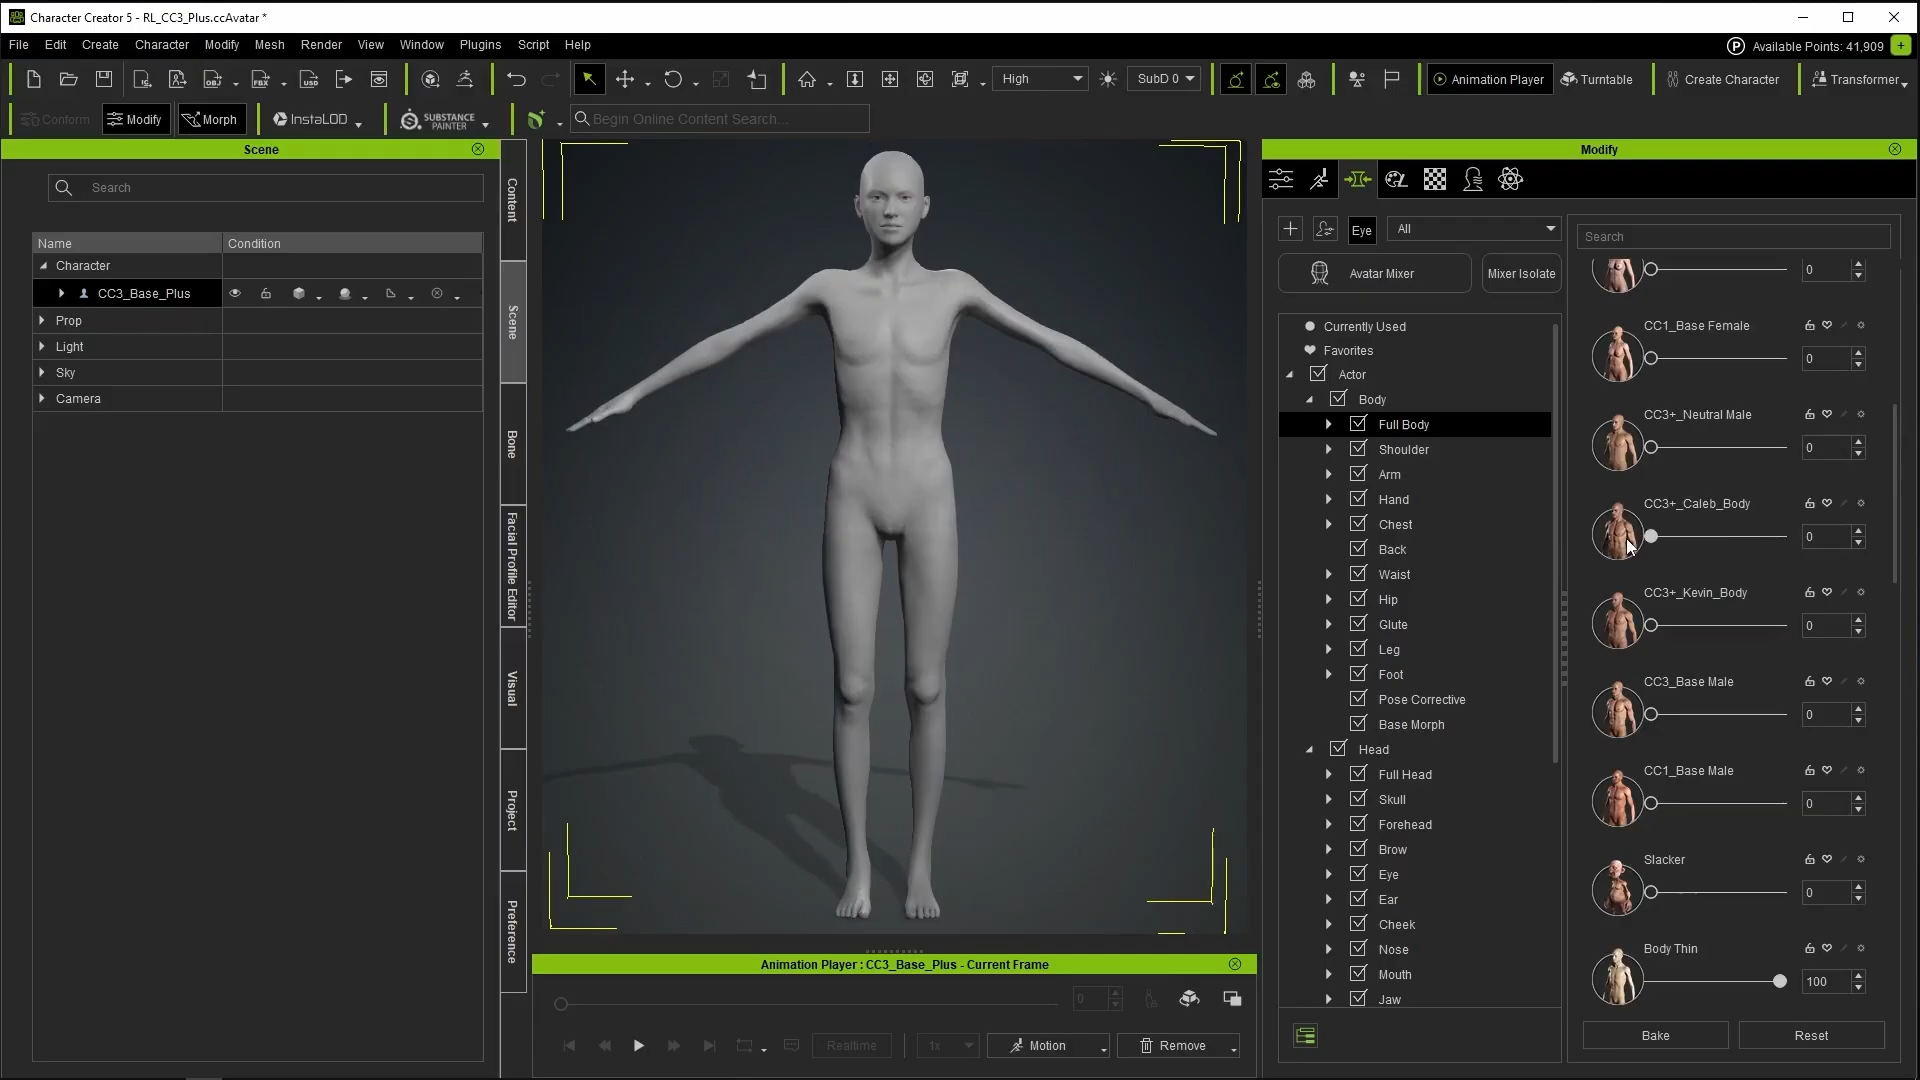 Character Creator 5 - RL_CC3_Plus.ccAvatar *
File Edit Create Character Modify Mesh Render View Window Plugins Script Help
Available Points: 41,909
High
SubD 0
Animation Player
Turntable
Create Character
Transformer
Conform
Modify
Morph
InstaLOD
SUBSTANCE PAINTER
Begin Online Content Search...
Scene
Search
Name Condition
Character
CC3_Base_Plus
Prop
Light
Sky
Camera
Content
Scene
Bone
Facial Profile Editor
Visual
Project
Preference
Animation Player : CC3_Base_Plus - Current Frame
0
Realtime
1x
Motion
Remove
Modify
Eye
All
Avatar Mixer
Mixer Isolate
Currently Used
Favorites
Actor
Body
Full Body
Shoulder
Arm
Hand
Chest
Back
Waist
Hip
Glute
Leg
Foot
Pose Corrective
Base Morph
Head
Full Head
Skull
Forehead
Brow
Eye
Ear
Cheek
Nose
Mouth
Jaw
Search
0
CC1_Base Female
0
CC3+_Neutral Male
0
CC3+_Caleb_Body
0
CC3+_Kevin_Body
0
CC3_Base Male
0
CC1_Base Male
0
Slacker
0
Body Thin
100
Bake
Reset